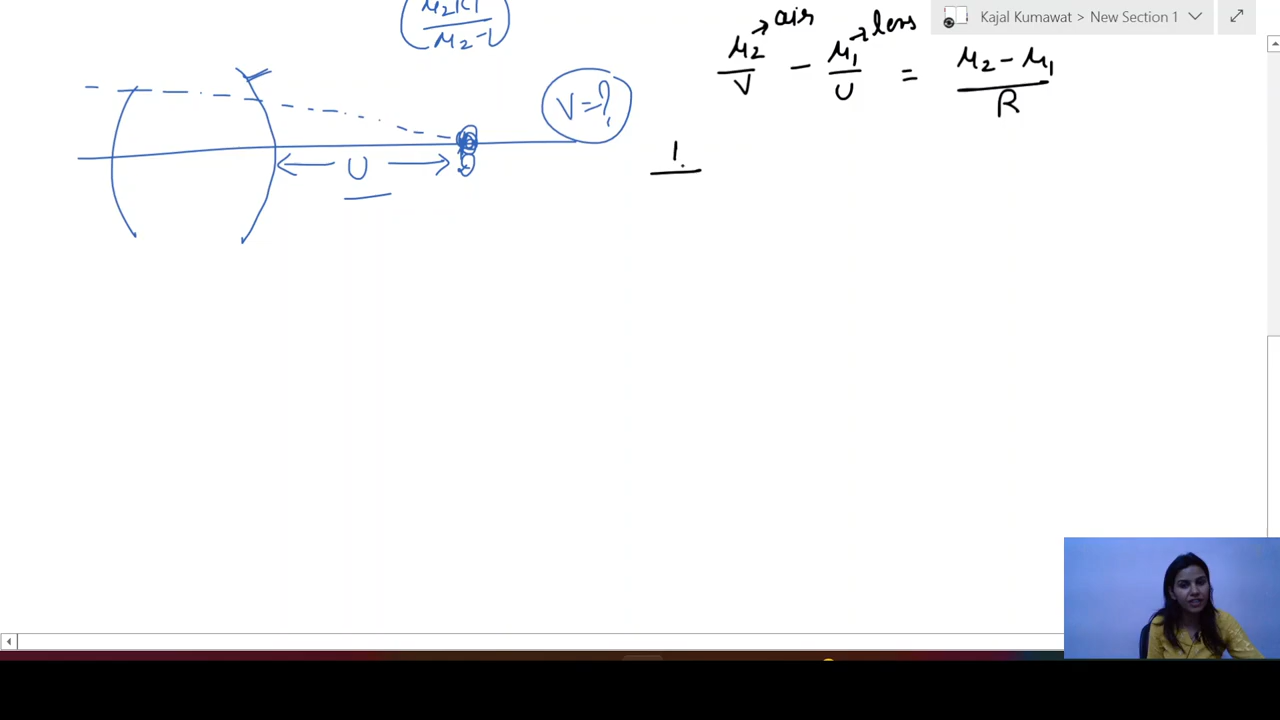 μ₂R₁
μ₂-1
→air
→lens
μ₂/V - μ₁/U = (μ₂ - μ₁)/R
V=?
U
1
Kajal Kumawat > New Section 1